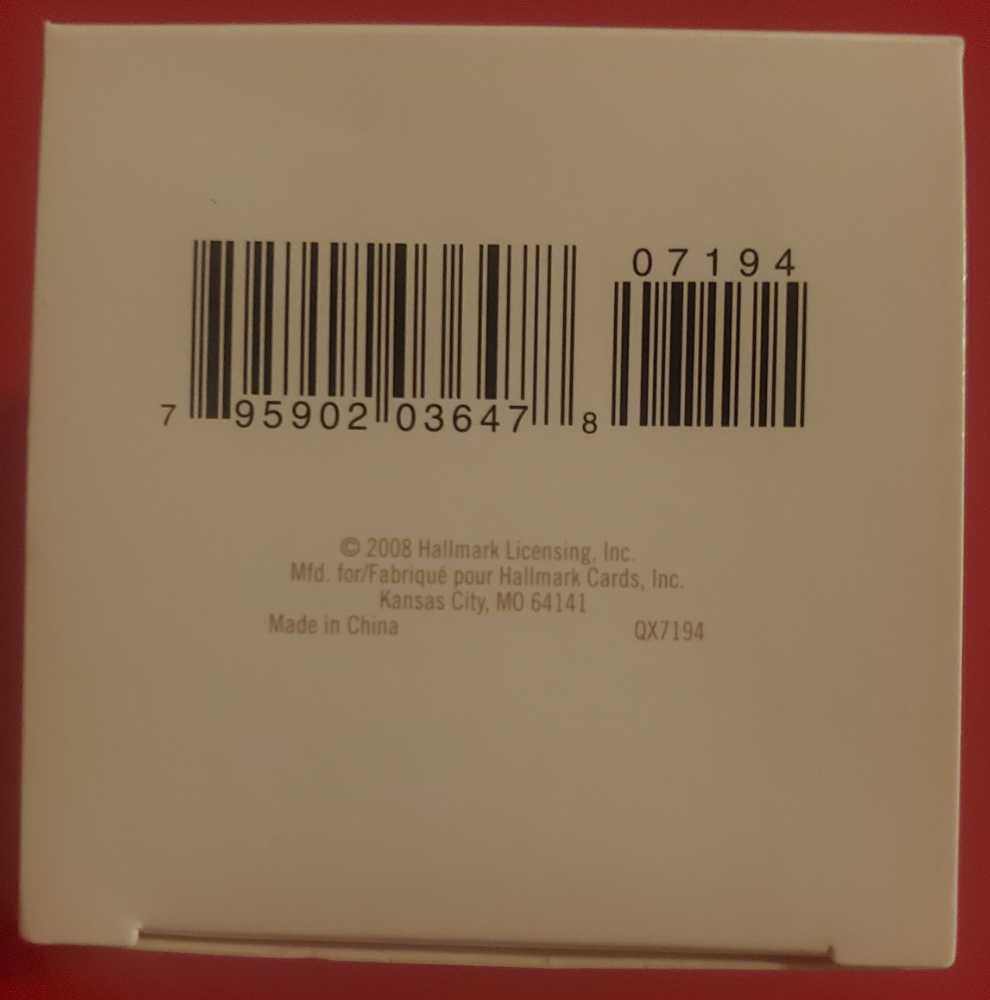 07194
7 95902 03647 8
© 2008 Hallmark Licensing, Inc.
Mfd. for/Fabriqué pour Hallmark Cards, Inc.
Kansas City, MO 64141
Made in China QX7194